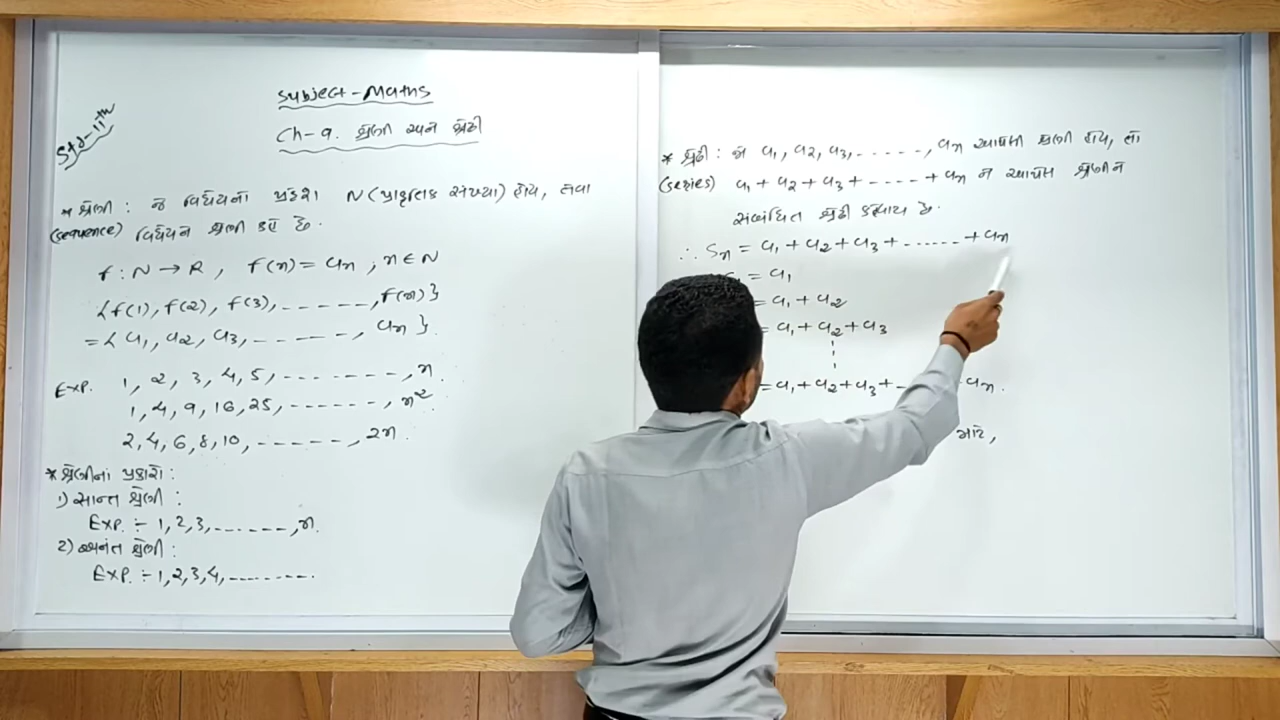 Subject - Maths
Std-11th
Ch-9. શ્રેણી અને શ્રેઢી
* શ્રેણી : જે વિધેયનો પ્રદેશ N (પ્રાકૃતિક સંખ્યા) હોય, તેવા
(sequence) વિધેયને શ્રેણી કહે છે.
f : N → R , f(n) = an ; n ∈ N
{f(1), f(2), f(3), ------, f(n)}
= { a1, a2, a3, ------, an }.
Exp. 1, 2, 3, 4, 5, -------, n.
1, 4, 9, 16, 25, -------, n²
2, 4, 6, 8, 10, ------, 2n.
* શ્રેણીના પ્રકારો :
1) સાન્ત શ્રેણી :
Exp. :- 1, 2, 3, ------, n.
2) અનંત શ્રેણી :
Exp. :- 1, 2, 3, 4, -------.
* શ્રેઢી : જો a1, a2, a3, ------, an આપેલી શ્રેણી હોય, તો
(series) a1 + a2 + a3 + ----- + an ને આપેલ શ્રેણીને
સંબંધિત શ્રેઢી કહેવાય છે.
∴ Sn = a1 + a2 + a3 + ...... + an
= a1
= a1 + a2
= a1 + a2 + a3
= a1 + a2 + a3 + an .
માટે,